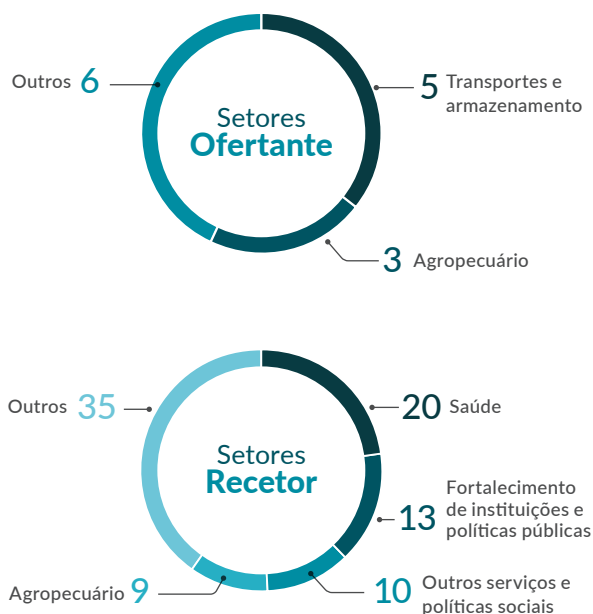 Setores
Ofertante
5 Transportes e
armazenamento
3 Agropecuário
Outros 6
Setores
Recetor
20 Saúde
13 Fortalecimento
de instituições e
políticas públicas
10 Outros serviços e
políticas sociais
Agropecuário 9
Outros 35